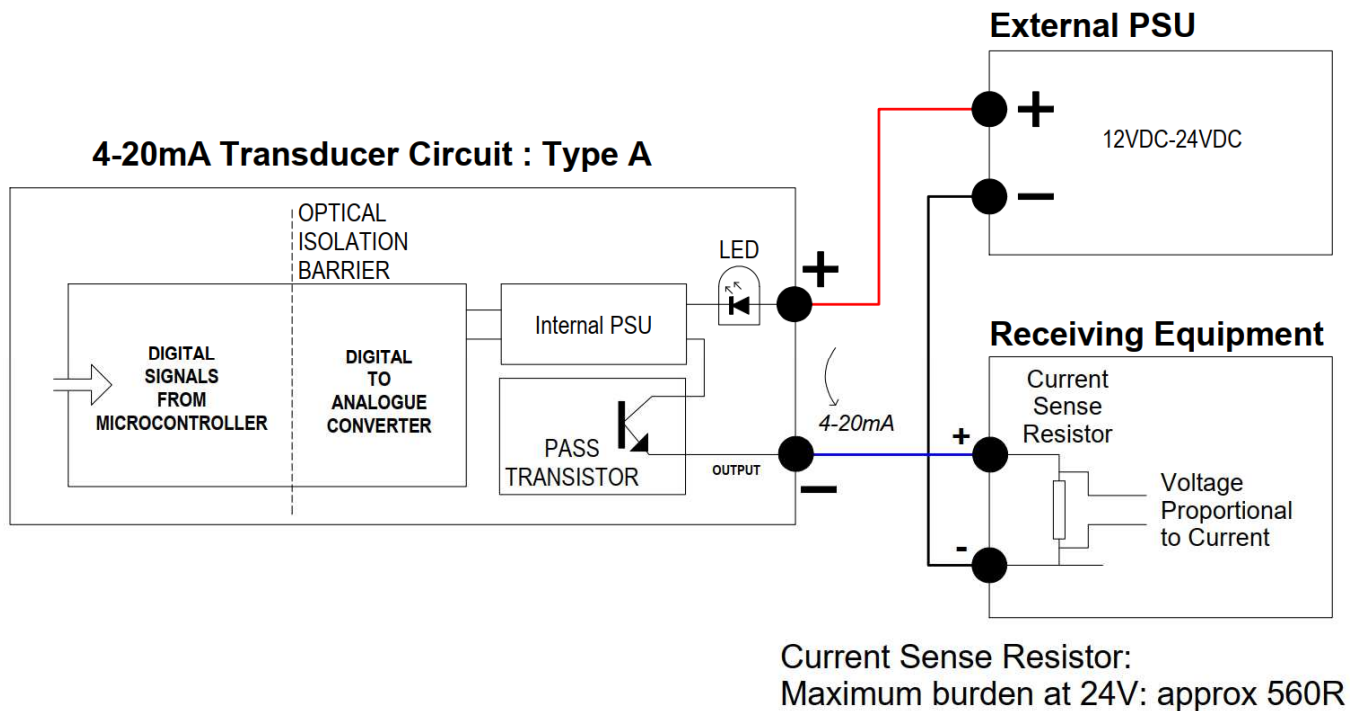 External PSU
+
12VDC-24VDC
−
4-20mA Transducer Circuit : Type A
OPTICAL
ISOLATION
BARRIER
LED
+
Internal PSU
DIGITAL
SIGNALS
FROM
MICROCONTROLLER
DIGITAL
TO
ANALOGUE
CONVERTER
PASS
TRANSISTOR
OUTPUT
−
4-20mA
Receiving Equipment
Current
Sense
Resistor
+
-
Voltage
Proportional
to Current
Current Sense Resistor:
Maximum burden at 24V: approx 560R